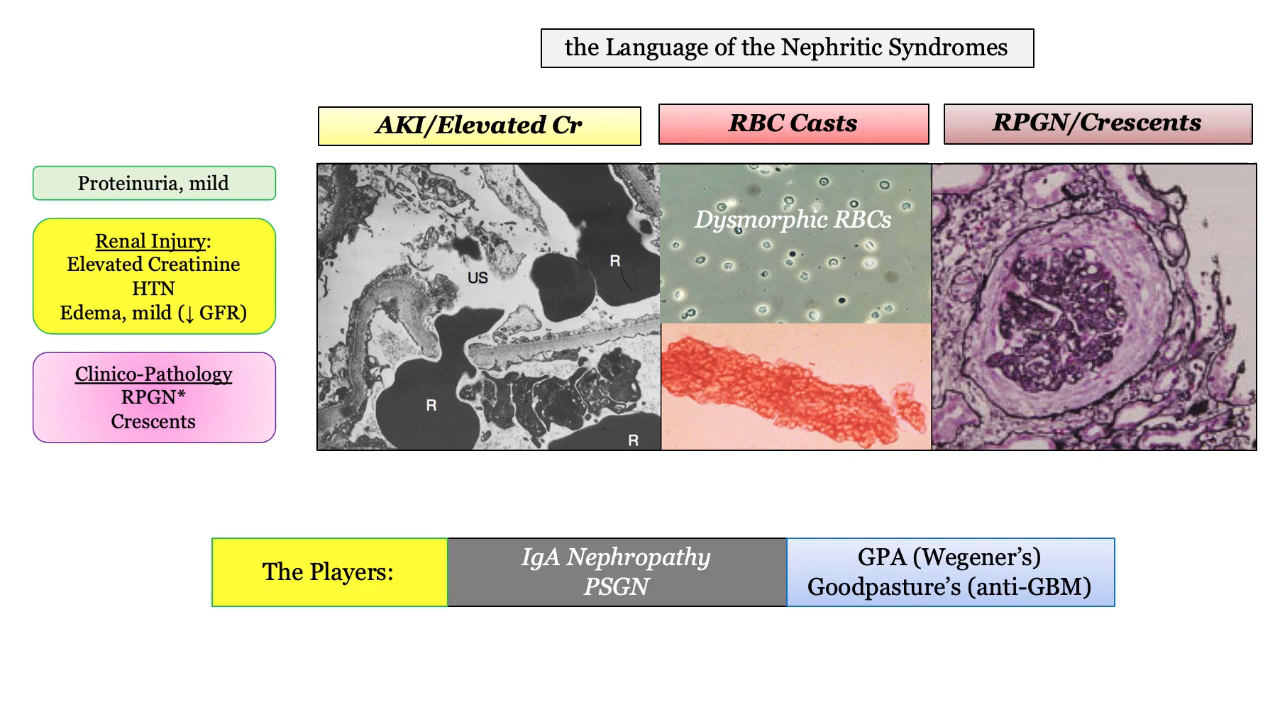 the Language of the Nephritic Syndromes
AKI/Elevated Cr
RBC Casts
RPGN/Crescents
Proteinuria, mild
Renal Injury:
Elevated Creatinine
HTN
Edema, mild (↓ GFR)
Clinico-Pathology
RPGN*
Crescents
US
R
R
R
Dysmorphic RBCs
The Players:
IgA Nephropathy
PSGN
GPA (Wegener’s)
Goodpasture’s (anti-GBM)